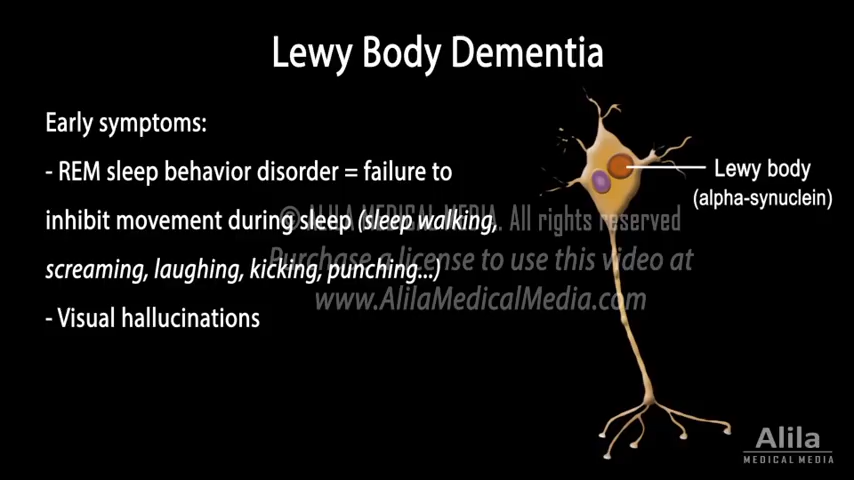 Lewy Body Dementia
Early symptoms:
- REM sleep behavior disorder = failure to
inhibit movement during sleep (sleep walking,
screaming, laughing, kicking, punching...)
- Visual hallucinations
Lewy body
(alpha-synuclein)
© ALILA MEDICAL MEDIA. All rights reserved
Purchase a license to use this video at
www.AlilaMedicalMedia.com
Alila
MEDICAL MEDIA